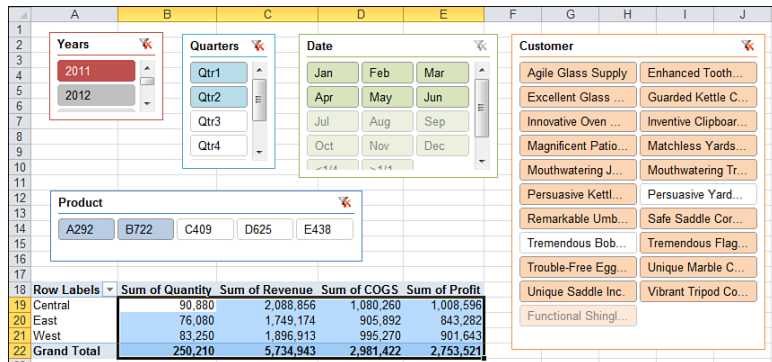 A B C D E F G H I J
1
2
3
4
5
6
7
8
9
10
11
12
13
14
15
16
17
Years
2011
2012
Quarters
Qtr1
Qtr2
Qtr3
Qtr4
Date
Jan Feb Mar
Apr May Jun
Jul Aug Sep
Oct Nov Dec
<1/4 >1/1
Customer
Agile Glass Supply Enhanced Tooth...
Excellent Glass ... Guarded Kettle C...
Innovative Oven ... Inventive Clipboar...
Magnificent Patio... Matchless Yards...
Mouthwatering J... Mouthwatering Tr...
Persuasive Kettl... Persuasive Yard...
Remarkable Umb... Safe Saddle Cor...
Tremendous Bob... Tremendous Flag...
Trouble-Free Egg... Unique Marble C...
Unique Saddle Inc. Vibrant Tripod Co...
Functional Shingl...
Product
A292 B722 C409 D625 E438
18 Row Labels Sum of Quantity Sum of Revenue Sum of COGS Sum of Profit
19 Central 90,880 2,088,856 1,080,260 1,008,596
20 East 76,080 1,749,174 905,892 843,282
21 West 83,250 1,896,913 995,270 901,643
22 Grand Total 250,210 5,734,943 2,981,422 2,753,521